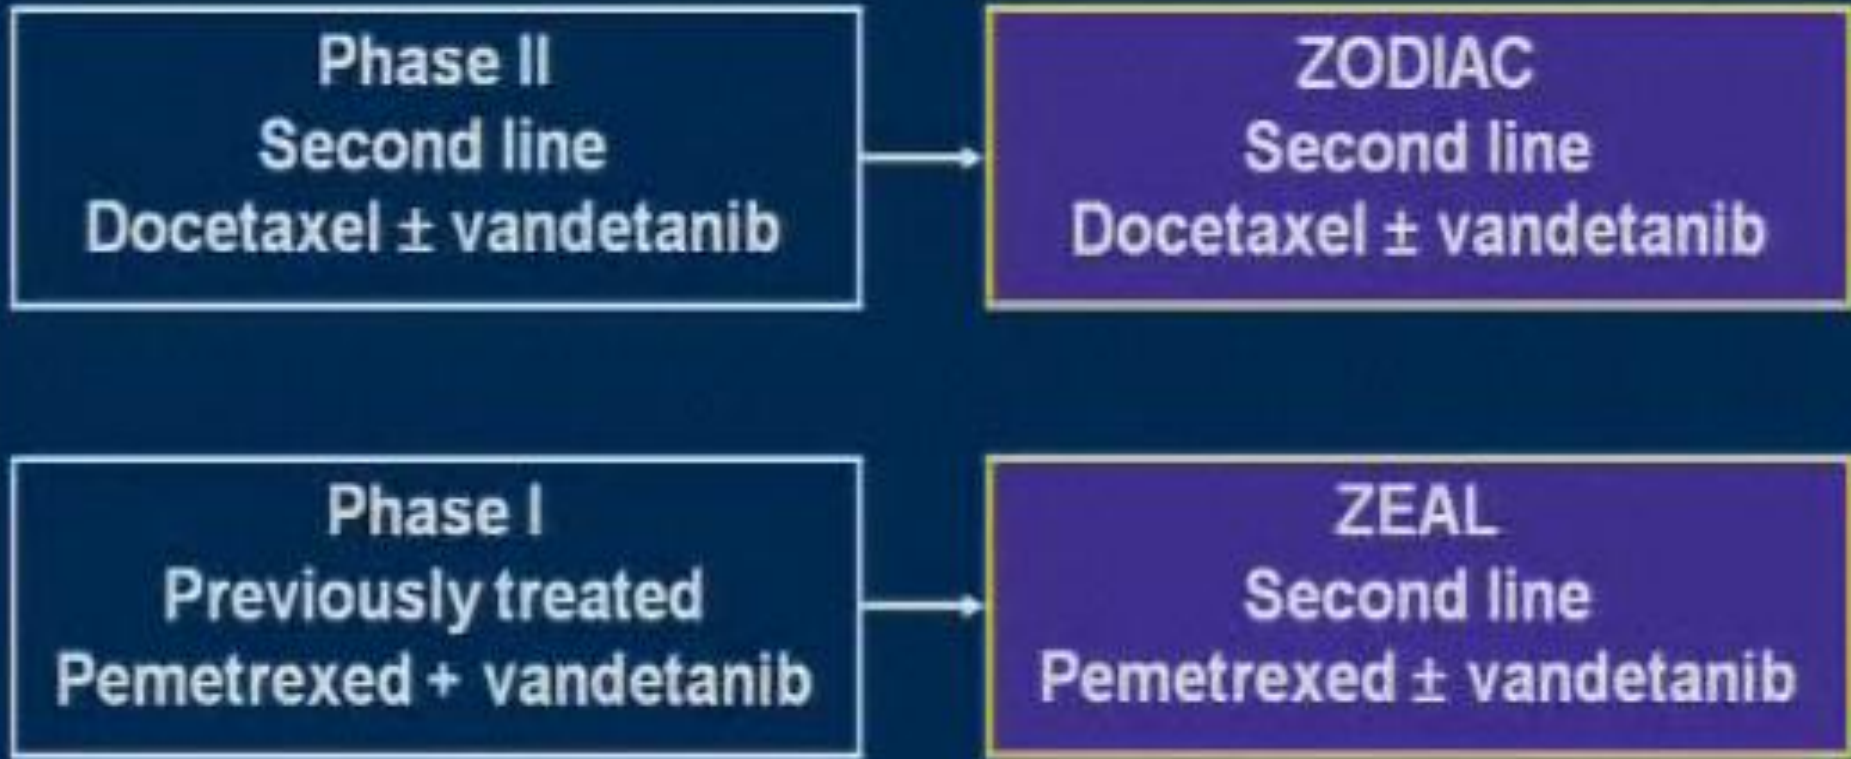 Phase II
Second line
Docetaxel ± vandetanib
ZODIAC
Second line
Docetaxel ± vandetanib
Phase I
Previously treated
Pemetrexed + vandetanib
ZEAL
Second line
Pemetrexed ± vandetanib